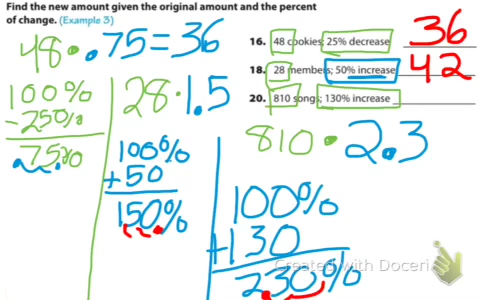 Find the new amount given the original amount and the percent
of change. (Example 3)
16. 48 cookies; 25% decrease 36
18. 28 members; 50% increase 42
20. 810 songs; 130% increase
48 • .75 = 36
100%
- 25%
75%
28 · 1.5
100%
+ 50
150%
810 • 2.3
100%
+ 130
230%
Created with Doceri